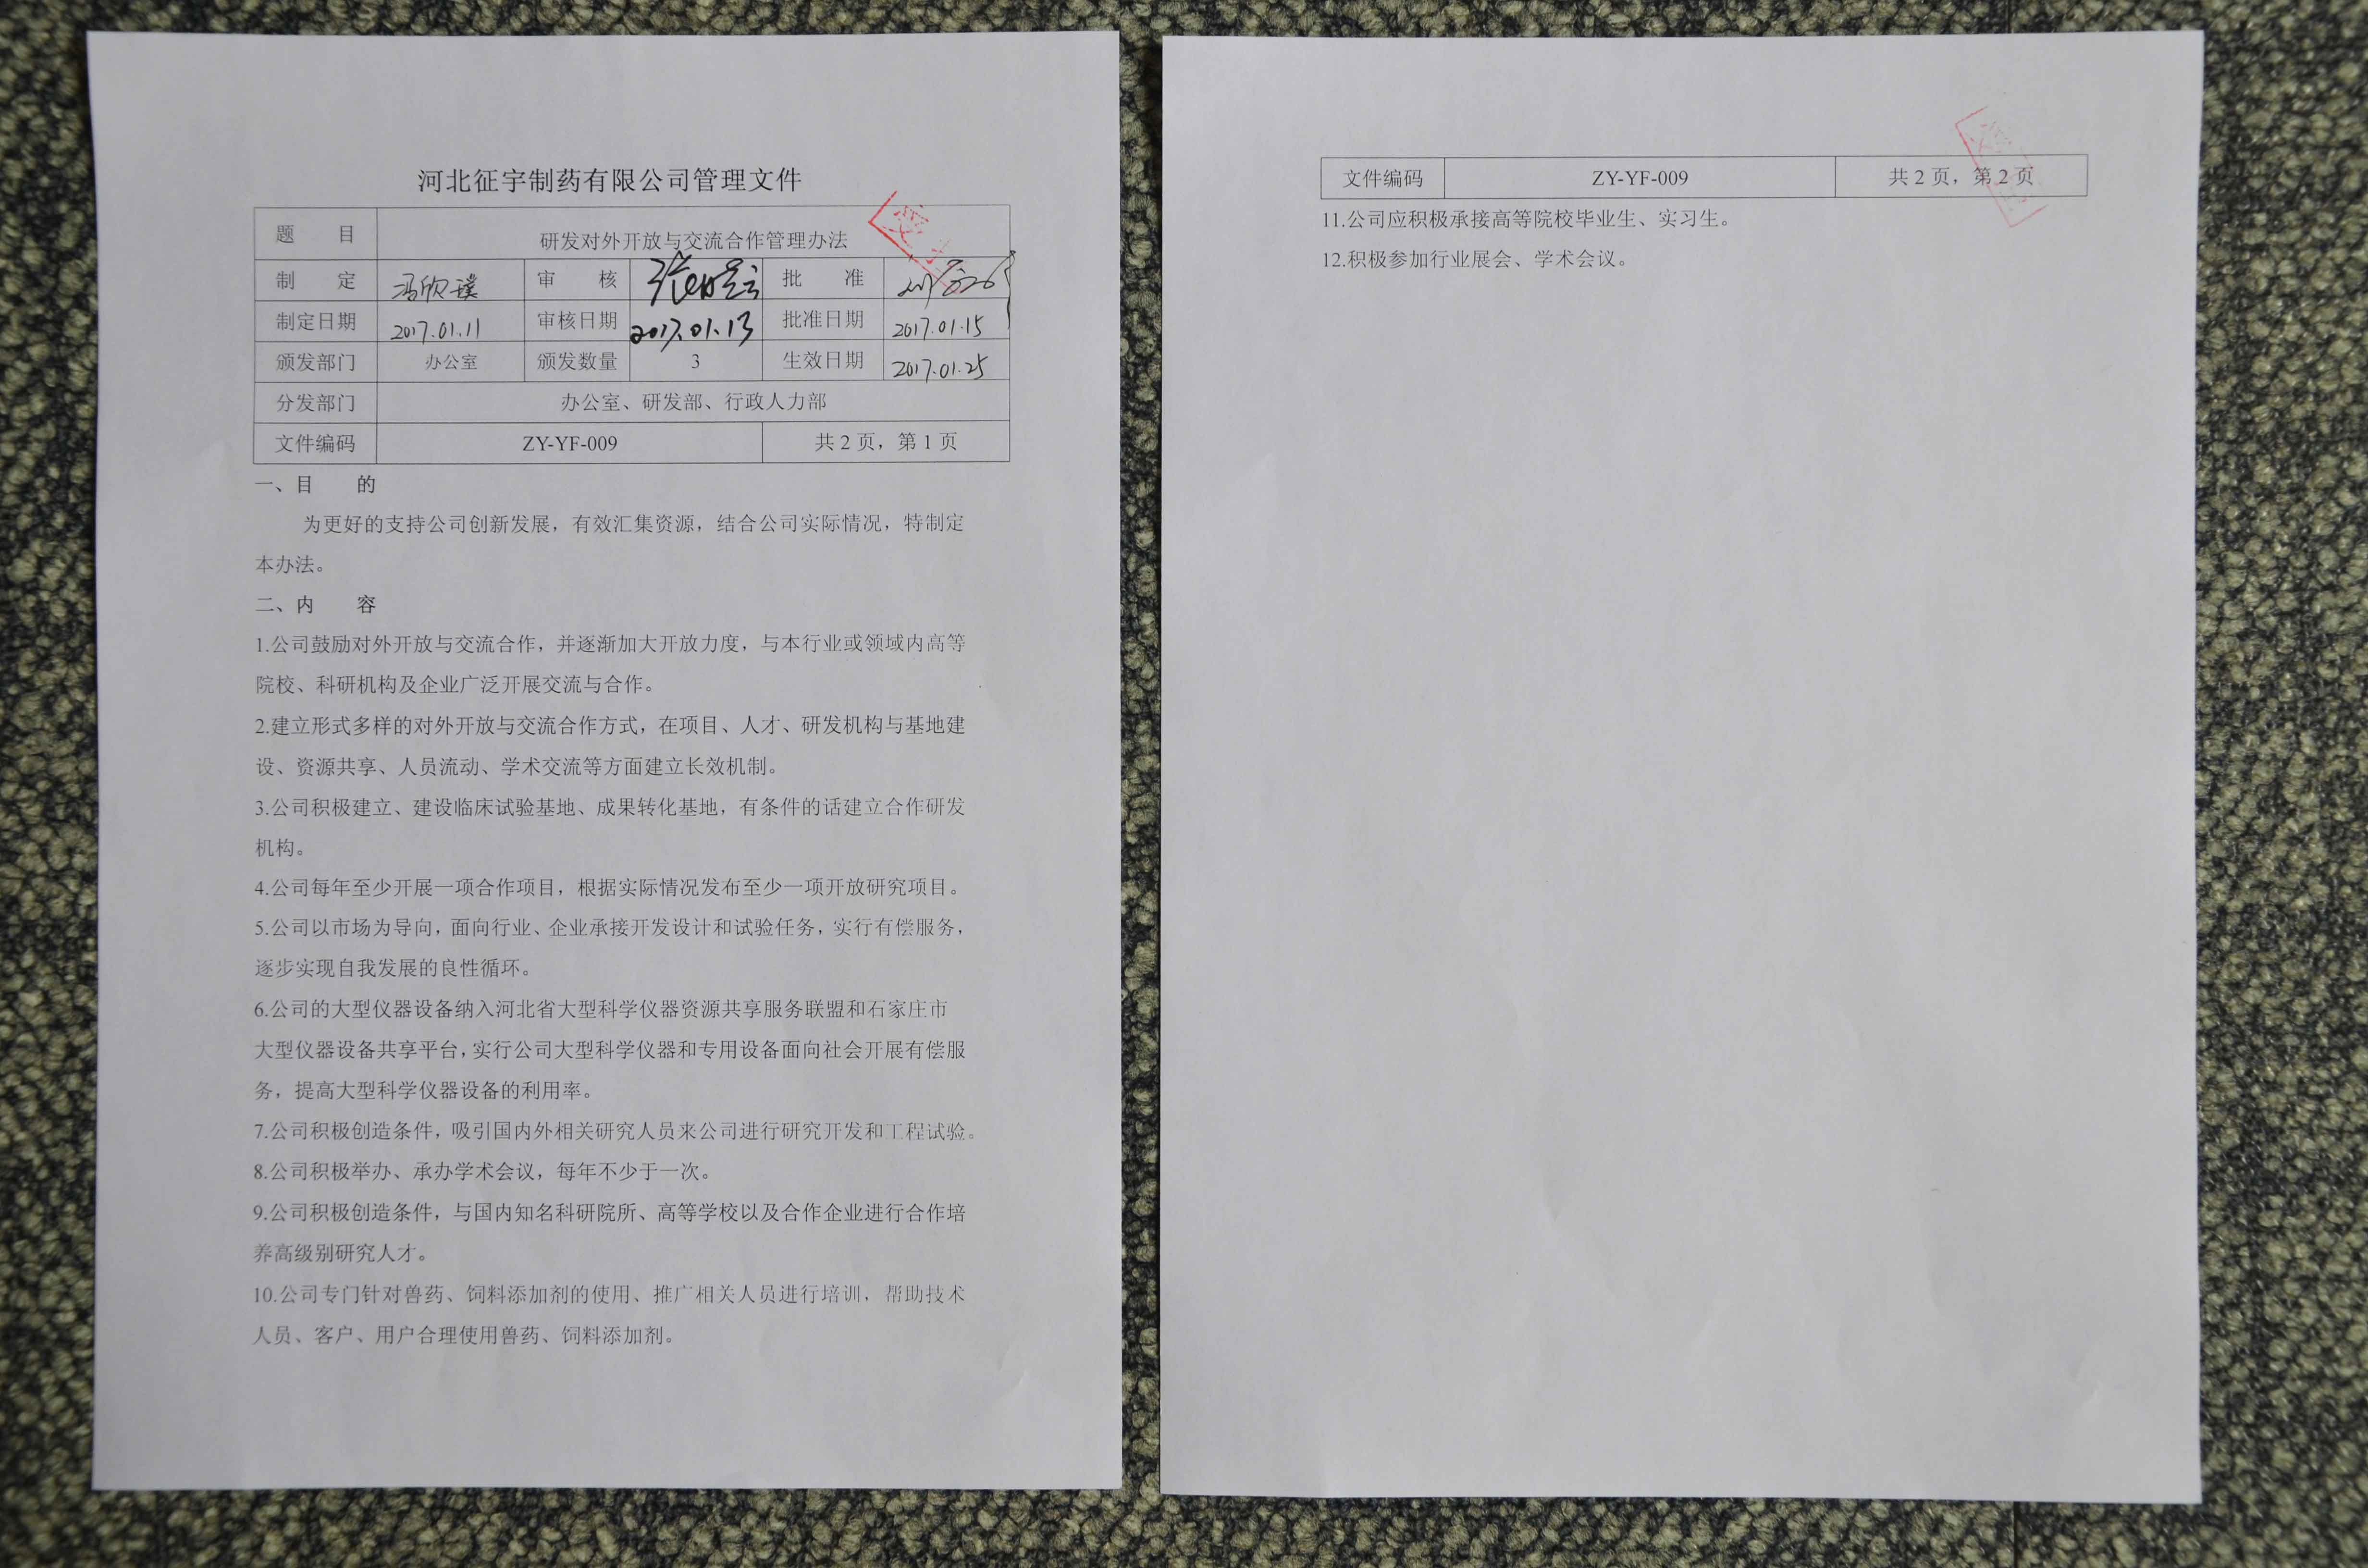 河北征宇制药有限公司管理文件
题 目 研发对外开放与交流合作管理办法
制 定 冯欣璞 审 核 批 准
制定日期 2017.01.11 审核日期 2017.01.13 批准日期 2017.01.15
颁发部门 办公室 颁发数量 3 生效日期 2017.01.25
分发部门 办公室、研发部、行政人力部
文件编码 ZY-YF-009 共 2 页，第 1 页
一、目 的
为更好的支持公司创新发展，有效汇集资源，结合公司实际情况，特制定
本办法。
二、内 容
1.公司鼓励对外开放与交流合作，并逐渐加大开放力度，与本行业或领域内高等
院校、科研机构及企业广泛开展交流与合作。
2.建立形式多样的对外开放与交流合作方式，在项目、人才、研发机构与基地建
设、资源共享、人员流动、学术交流等方面建立长效机制。
3.公司积极建立、建设临床试验基地、成果转化基地，有条件的话建立合作研发
机构。
4.公司每年至少开展一项合作项目，根据实际情况发布至少一项开放研究项目。
5.公司以市场为导向，面向行业、企业承接开发设计和试验任务，实行有偿服务，
逐步实现自我发展的良性循环。
6.公司的大型仪器设备纳入河北省大型科学仪器资源共享服务联盟和石家庄市
大型仪器设备共享平台，实行公司大型科学仪器和专用设备面向社会开展有偿服
务，提高大型科学仪器设备的利用率。
7.公司积极创造条件，吸引国内外相关研究人员来公司进行研究开发和工程试验。
8.公司积极举办、承办学术会议，每年不少于一次。
9.公司积极创造条件，与国内知名科研院所、高等学校以及合作企业进行合作培
养高级别研究人才。
10.公司专门针对兽药、饲料添加剂的使用、推广相关人员进行培训，帮助技术
人员、客户、用户合理使用兽药、饲料添加剂。
文件编码 ZY-YF-009 共 2 页，第 2 页
11.公司应积极承接高等院校毕业生、实习生。
12.积极参加行业展会、学术会议。